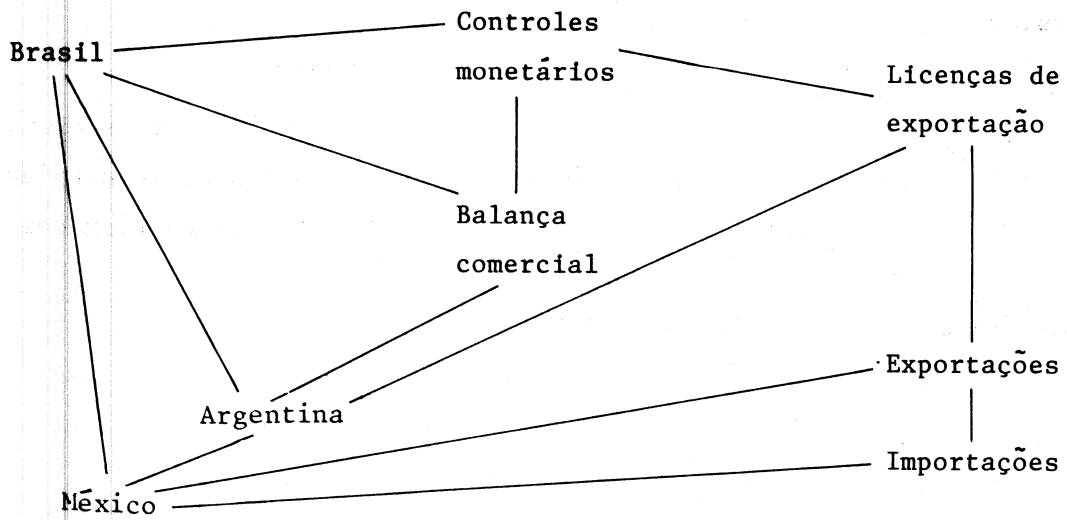 Controles
Brasil
monetários
Licenças de
exportação
Balança
comercial
Exportações
Argentina
Importações
México